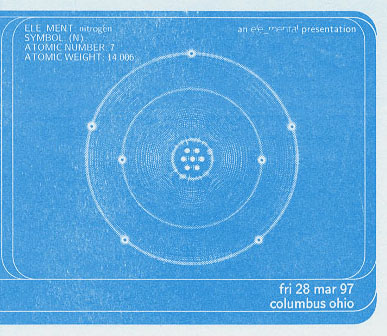 ELE_MENT nitrogen
SYMBOL (N)
ATOMIC NUMBER: 7
ATOMIC WEIGHT: 14.006
an ele_mental presentation
fri 28 mar 97
columbus ohio